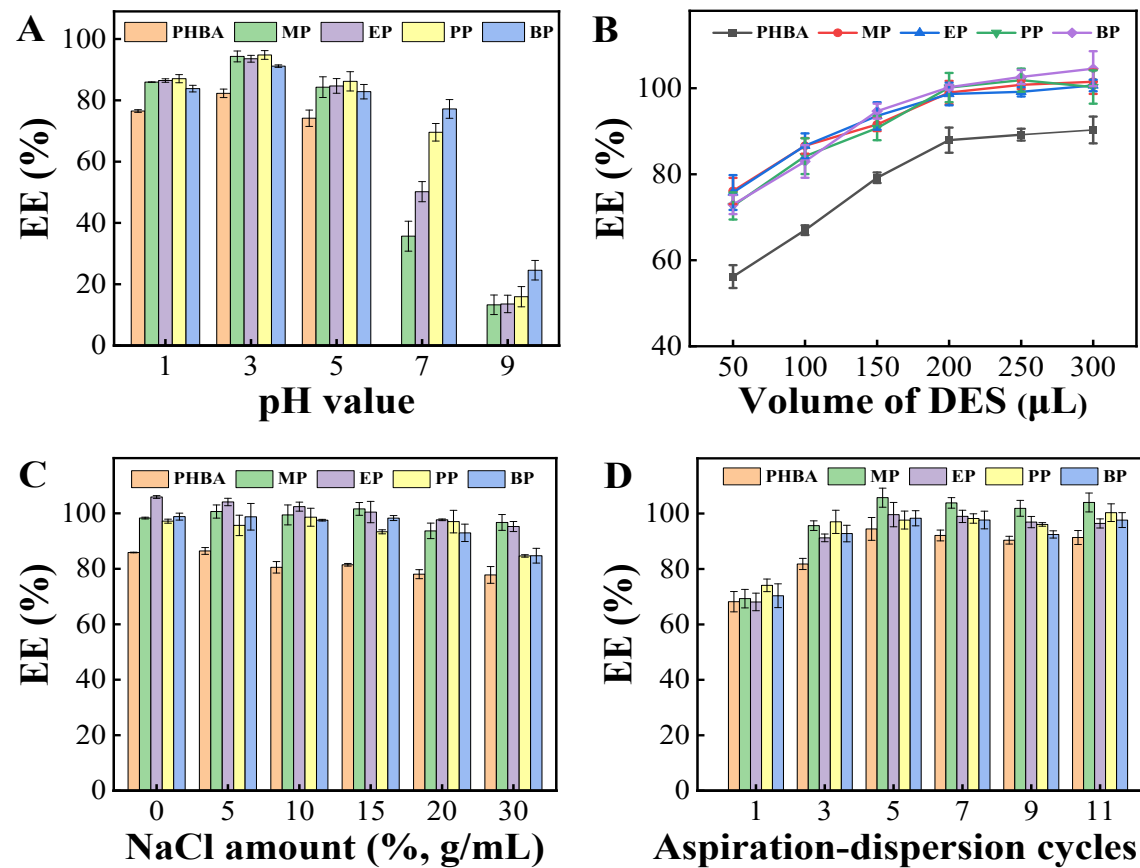 A
PHBA MP EP PP BP
EE (%)
100
80
60
40
20
0
1 3 5 7 9
pH value
B
PHBA MP EP PP BP
EE (%)
100
80
60
40
50 100 150 200 250 300
Volume of DES (μL)
C
PHBA MP EP PP BP
EE (%)
100
80
60
40
20
0
0 5 10 15 20 30
NaCl amount (%, g/mL)
D
PHBA MP EP PP BP
EE (%)
100
80
60
40
20
0
1 3 5 7 9 11
Aspiration-dispersion cycles